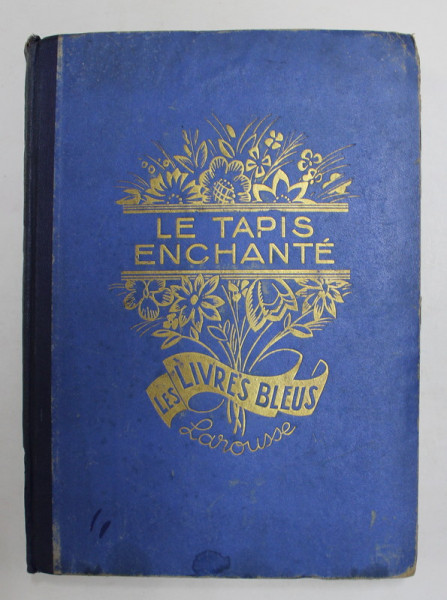 LE TAPIS
ENCHANTÉ
LES LIVRES BLEUS
Larousse